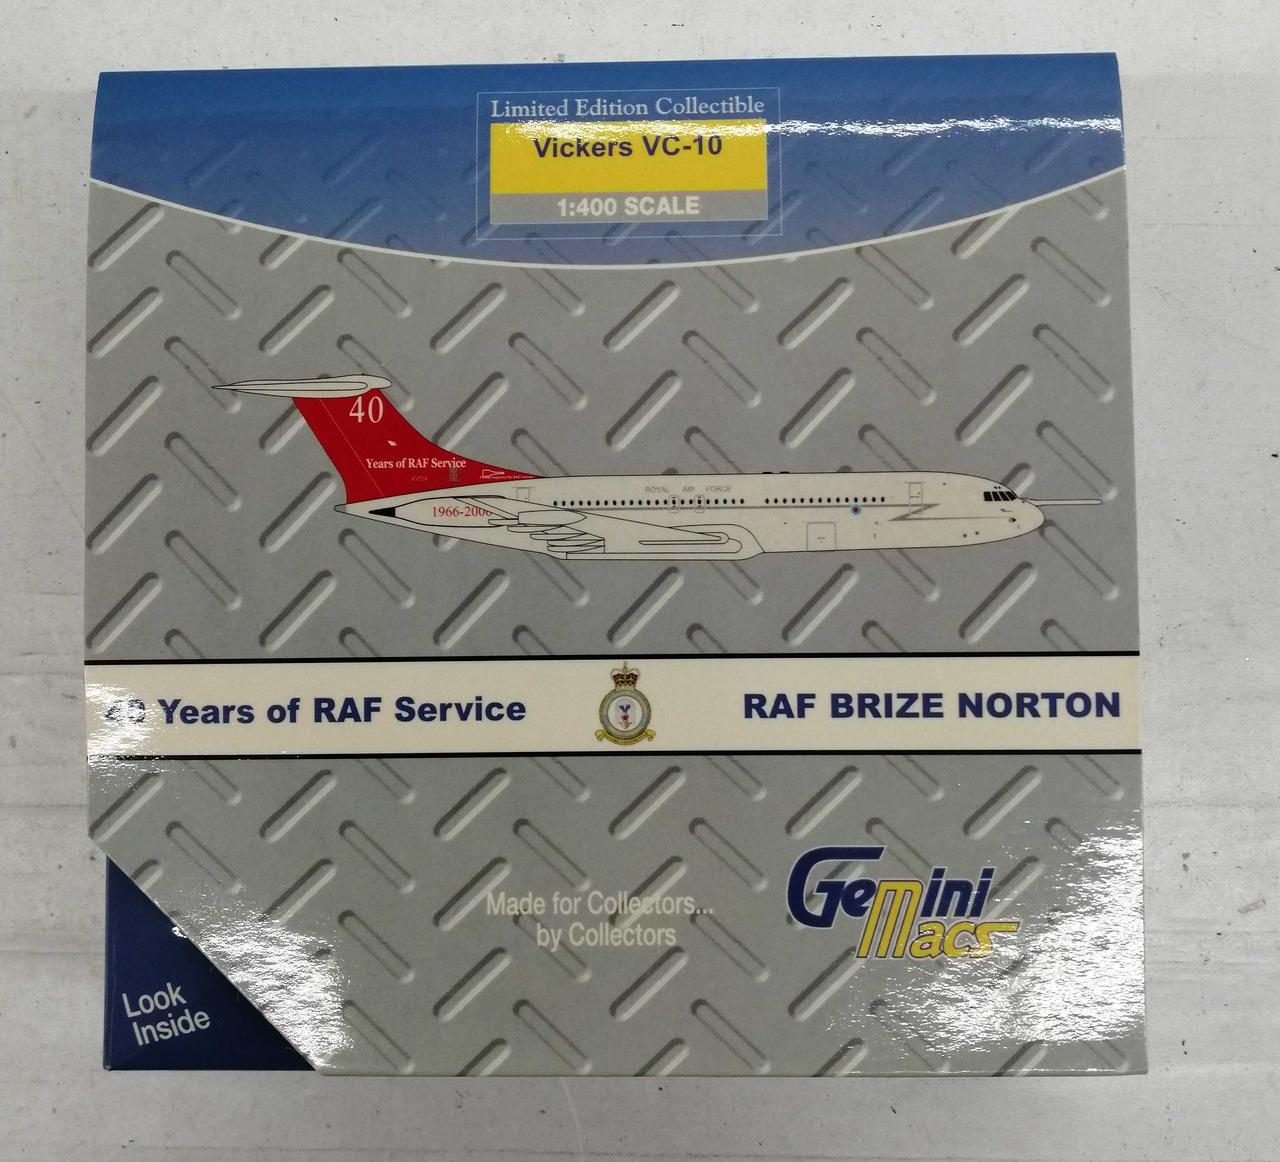 Limited Edition Collectible
Vickers VC-10
1:400 SCALE
40
Years of RAF Service
ROYAL AIR FORCE
1966-200
40 Years of RAF Service
RAF BRIZE NORTON
Made for Collectors...
by Collectors
Gemini
Macs
Look
Inside